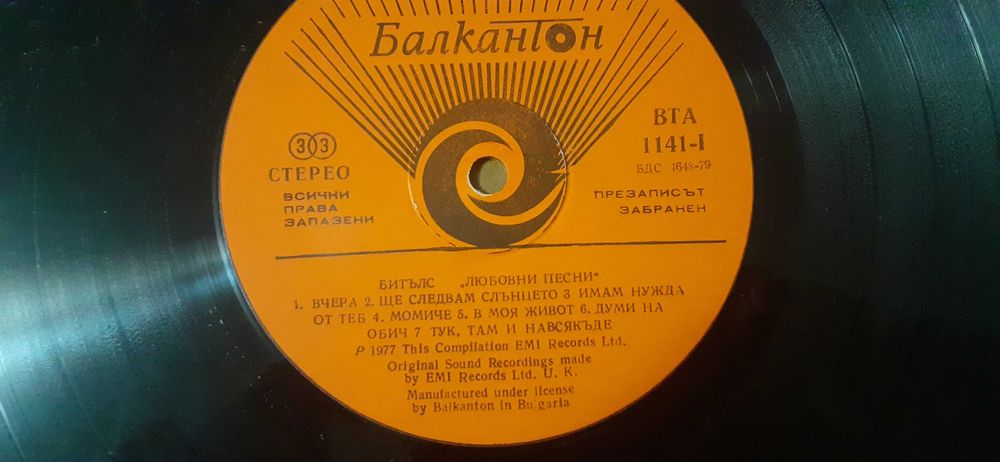 БалканТон
ВТА
1141-I
БДС 4648-79
33
СТЕРЕО
ВСИЧКИ
ПРАВА
ЗАПАЗЕНИ
ПРЕЗАПИСЪТ
ЗАБРАНЕН
БИТЪЛС „ЛЮБОВНИ ПЕСНИ“
1. ВЧЕРА 2. ЩЕ СЛЕДВАМ СЛЪНЦЕТО 3 ИМАМ НУЖДА
ОТ ТЕБ 4. МОМИЧЕ 5. В МОЯ ЖИВОТ 6. ДУМИ НА
ОБИЧ 7 ТУК, ТАМ И НАВСЯКЪДЕ
P 1977 This Compilation EMI Records Ltd.
Original Sound Recordings made
by EMI Records Ltd. U. K.
Manufactured under license
by Balkanton in Bulgaria